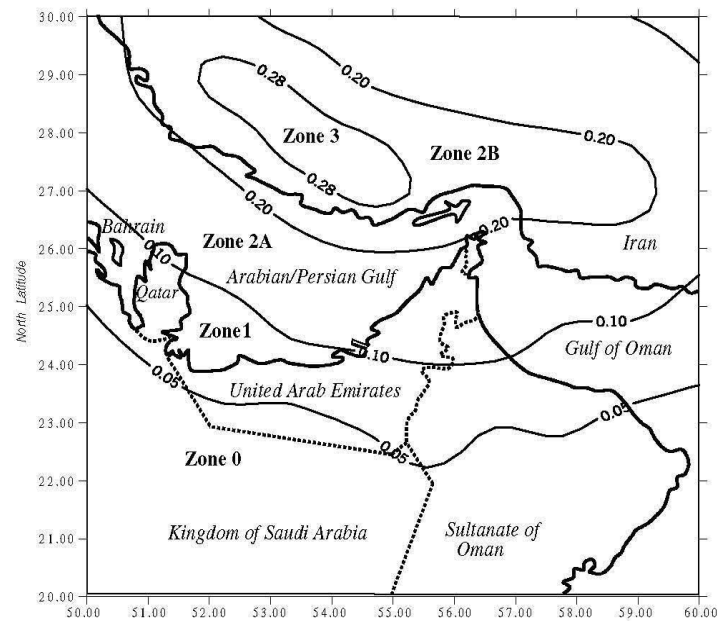 30.00
29.00
28.00
27.00
26.00
25.00
24.00
23.00
22.00
21.00
20.00
North Latitude
50.00 51.00 52.00 53.00 54.00 55.00 56.00 57.00 58.00 59.00 60.00
0.20
0.28
Zone 3
Zone 2B
0.20
0.28
0.20
0.20
Bahrain
Zone 2A
Iran
0.10
Arabian/Persian Gulf
Qatar
Zone1
0.10
0.10
Gulf of Oman
0.05
United Arab Emirates
0.05
0.05
Zone 0
Kingdom of Saudi Arabia
Sultanate of
Oman